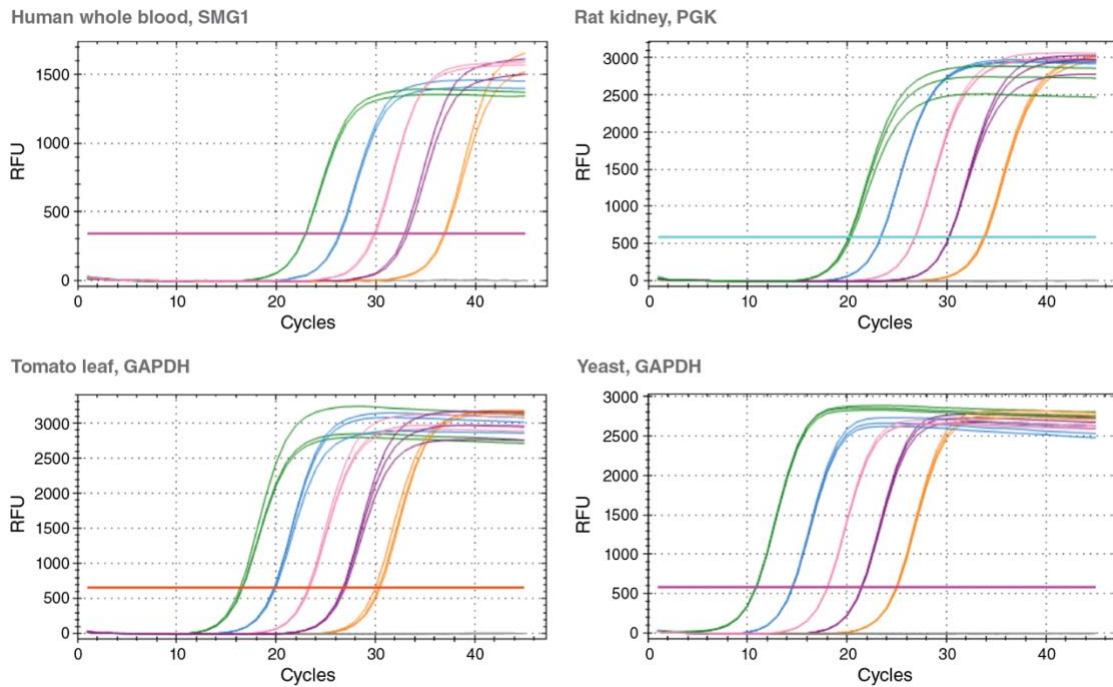 Human whole blood, SMG1
1500
1000
500
0
RFU
0 10 20 30 40
Cycles
Rat kidney, PGK
3000
2500
2000
1500
1000
500
0
RFU
0 10 20 30 40
Cycles
Tomato leaf, GAPDH
3000
2500
2000
1500
1000
500
0
RFU
0 10 20 30 40
Cycles
Yeast, GAPDH
3000
2500
2000
1500
1000
500
0
RFU
0 10 20 30 40
Cycles